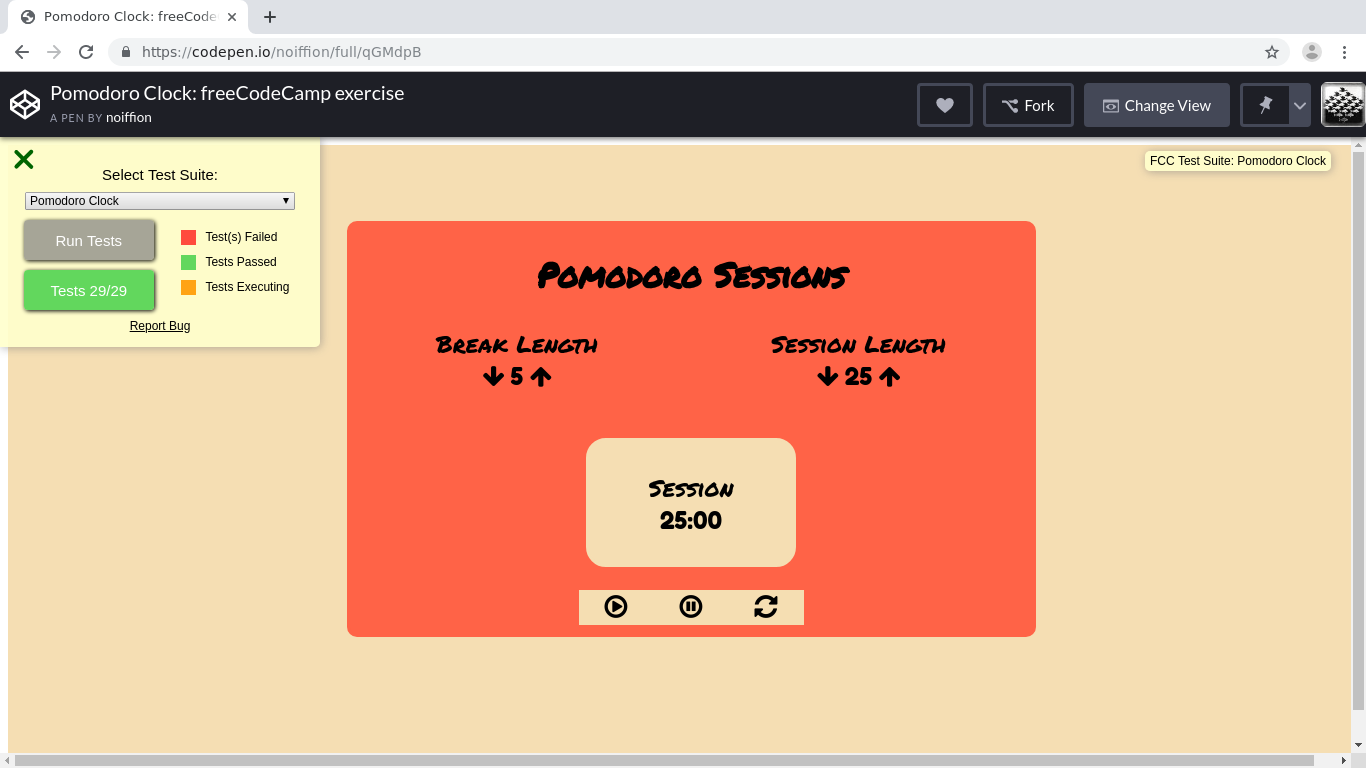 Pomodoro Clock: freeCode
https://codepen.io/noiffion/full/qGMdpB
Pomodoro Clock: freeCodeCamp exercise
A PEN BY noiffion
Fork
Change View
Select Test Suite:
Pomodoro Clock
Run Tests
Tests 29/29
Test(s) Failed
Tests Passed
Tests Executing
Report Bug
FCC Test Suite: Pomodoro Clock
Pomodoro Sessions
Break Length
5
Session Length
25
Session
25:00